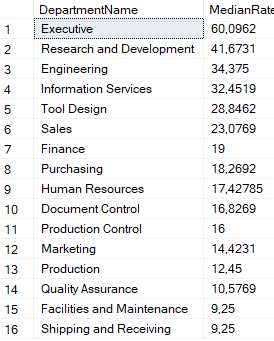 DepartmentName MedianRate
1 Executive 60,0962
2 Research and Development 41,6731
3 Engineering 34,375
4 Information Services 32,4519
5 Tool Design 28,8462
6 Sales 23,0769
7 Finance 19
8 Purchasing 18,2692
9 Human Resources 17,42785
10 Document Control 16,8269
11 Production Control 16
12 Marketing 14,4231
13 Production 12,45
14 Quality Assurance 10,5769
15 Facilities and Maintenance 9,25
16 Shipping and Receiving 9,25